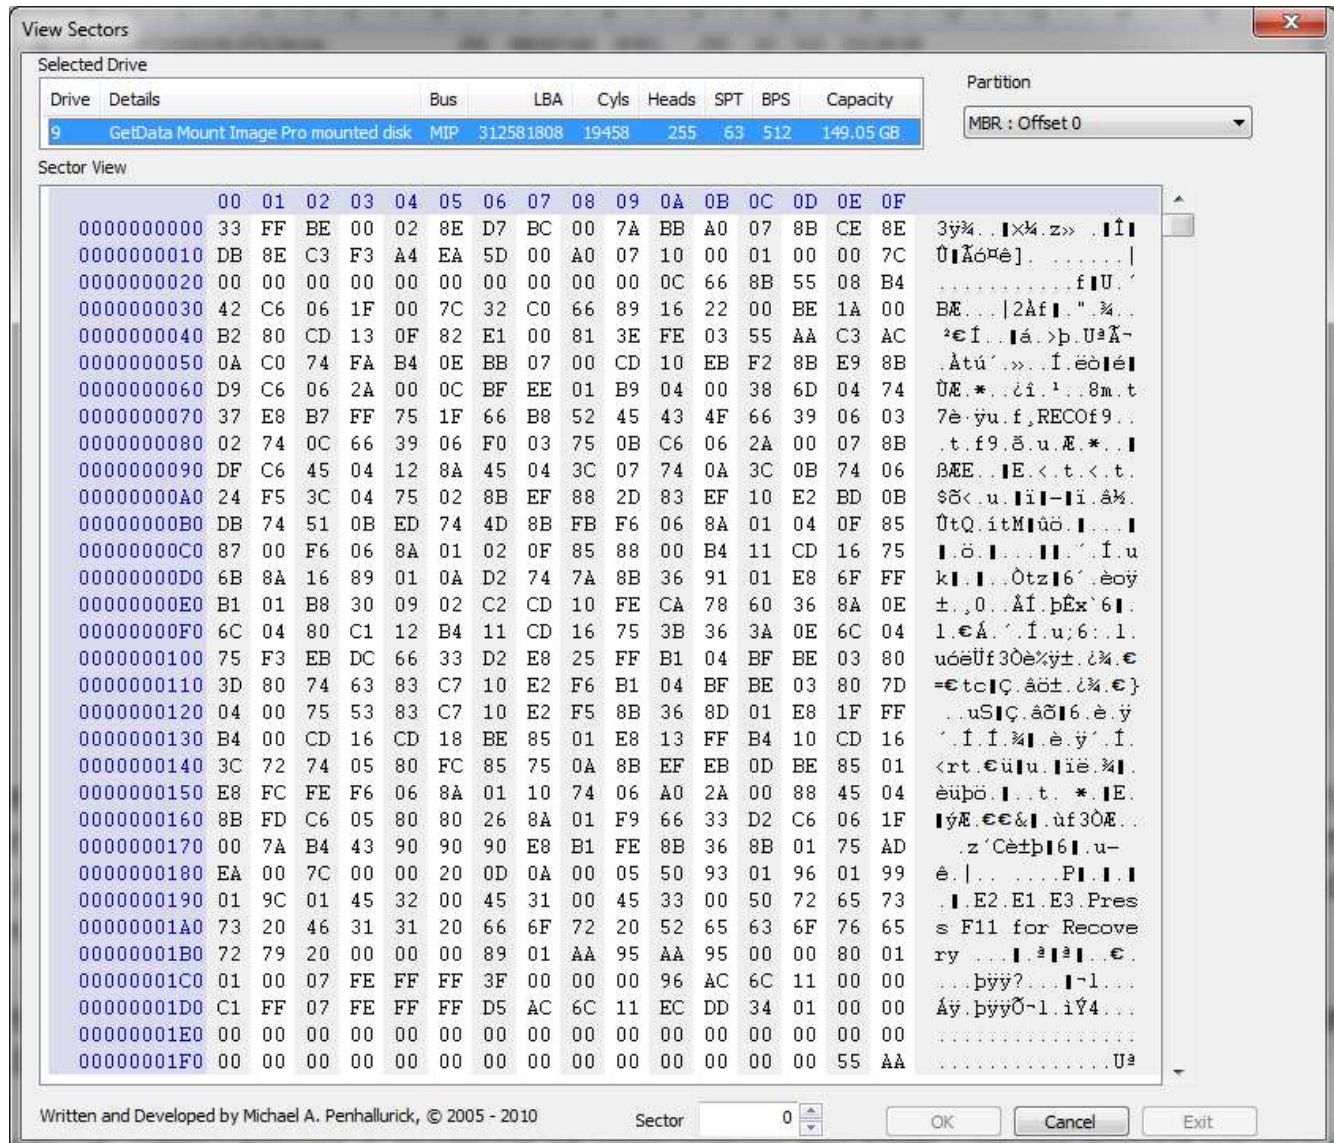 View Sectors
Selected Drive
Partition
Drive Details Bus LBA Cyls Heads SPT BPS Capacity
9 GetData Mount Image Pro mounted disk MIP 312581808 19458 255 63 512 149.05 GB
MBR : Offset 0
Sector View
00 01 02 03 04 05 06 07 08 09 0A 0B 0C 0D 0E 0F
0000000000 33 FF BE 00 02 8E D7 BC 00 7A BB A0 07 8B CE 8E
0000000010 DB 8E C3 F3 A4 EA 5D 00 A0 07 10 00 01 00 00 7C
0000000020 00 00 00 00 00 00 00 00 00 00 0C 66 8B 55 08 B4
0000000030 42 C6 06 1F 00 7C 32 C0 66 89 16 22 00 BE 1A 00
0000000040 B2 80 CD 13 0F 82 E1 00 81 3E FE 03 55 AA C3 AC
0000000050 0A C0 74 FA B4 0E BB 07 00 CD 10 EB F2 8B E9 8B
0000000060 D9 C6 06 2A 00 0C BF EE 01 B9 04 00 38 6D 04 74
0000000070 37 E8 B7 FF 75 1F 66 B8 52 45 43 4F 66 39 06 03
0000000080 02 74 0C 66 39 06 F0 03 75 0B C6 06 2A 00 07 8B
0000000090 DF C6 45 04 12 8A 45 04 3C 07 74 0A 3C 0B 74 06
00000000A0 24 F5 3C 04 75 02 8B EF 88 2D 83 EF 10 E2 BD 0B
00000000B0 DB 74 51 0B ED 74 4D 8B FB F6 06 8A 01 04 0F 85
00000000C0 87 00 F6 06 8A 01 02 0F 85 88 00 B4 11 CD 16 75
00000000D0 6B 8A 16 89 01 0A D2 74 7A 8B 36 91 01 E8 6F FF
00000000E0 B1 01 B8 30 09 02 C2 CD 10 FE CA 78 60 36 8A 0E
00000000F0 6C 04 80 C1 12 B4 11 CD 16 75 3B 36 3A 0E 6C 04
0000000100 75 F3 EB DC 66 33 D2 E8 25 FF B1 04 BF BE 03 80
0000000110 3D 80 74 63 83 C7 10 E2 F6 B1 04 BF BE 03 80 7D
0000000120 04 00 75 53 83 C7 10 E2 F5 8B 36 8D 01 E8 1F FF
0000000130 B4 00 CD 16 CD 18 BE 85 01 E8 13 FF B4 10 CD 16
0000000140 3C 72 74 05 80 FC 85 75 0A 8B EF EB 0D BE 85 01
0000000150 E8 FC FE F6 06 8A 01 10 74 06 A0 2A 00 88 45 04
0000000160 8B FD C6 05 80 80 26 8A 01 F9 66 33 D2 C6 06 1F
0000000170 00 7A B4 43 90 90 90 E8 B1 FE 8B 36 8B 01 75 AD
0000000180 EA 00 7C 00 00 20 0D 0A 00 05 50 93 01 96 01 99
0000000190 01 9C 01 45 32 00 45 31 00 45 33 00 50 72 65 73 .E2.E1.E3.Pres
00000001A0 73 20 46 31 31 20 66 6F 72 20 52 65 63 6F 76 65 s F11 for Recove
00000001B0 72 79 20 00 00 00 89 01 AA 95 AA 95 00 00 80 01
00000001C0 01 00 07 FE FF FF 3F 00 00 00 96 AC 6C 11 00 00
00000001D0 C1 FF 07 FE FF FF D5 AC 6C 11 EC DD 34 01 00 00
00000001E0 00 00 00 00 00 00 00 00 00 00 00 00 00 00 00 00 ................
00000001F0 00 00 00 00 00 00 00 00 00 00 00 00 00 00 55 AA ..............Uª
Written and Developed by Michael A. Penhallurick, © 2005 - 2010
Sector 0
OK Cancel Exit